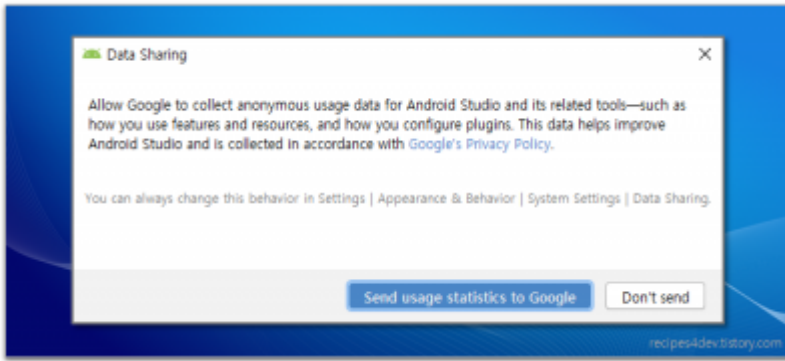 Data Sharing
Allow Google to collect anonymous usage data for Android Studio and its related tools—such as
how you use features and resources, and how you configure plugins. This data helps improve
Android Studio and is collected in accordance with Google's Privacy Policy.
You can always change this behavior in Settings | Appearance & Behavior | System Settings | Data Sharing.
Send usage statistics to Google
Don't send
recipes4dev.tistory.com